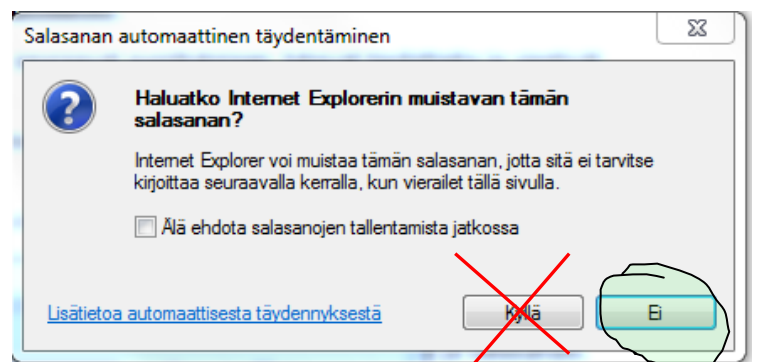 Salasanan automaattinen täydentäminen
Haluatko Internet Explorerin muistavan tämän
salasanan?
Internet Explorer voi muistaa tämän salasanan, jotta sitä ei tarvitse
kirjoittaa seuraavalla kerralla, kun vierailet tällä sivulla.
Älä ehdota salasanojen tallentamista jatkossa
Lisätietoa automaattisesta täydennyksestä
Kyllä
Ei